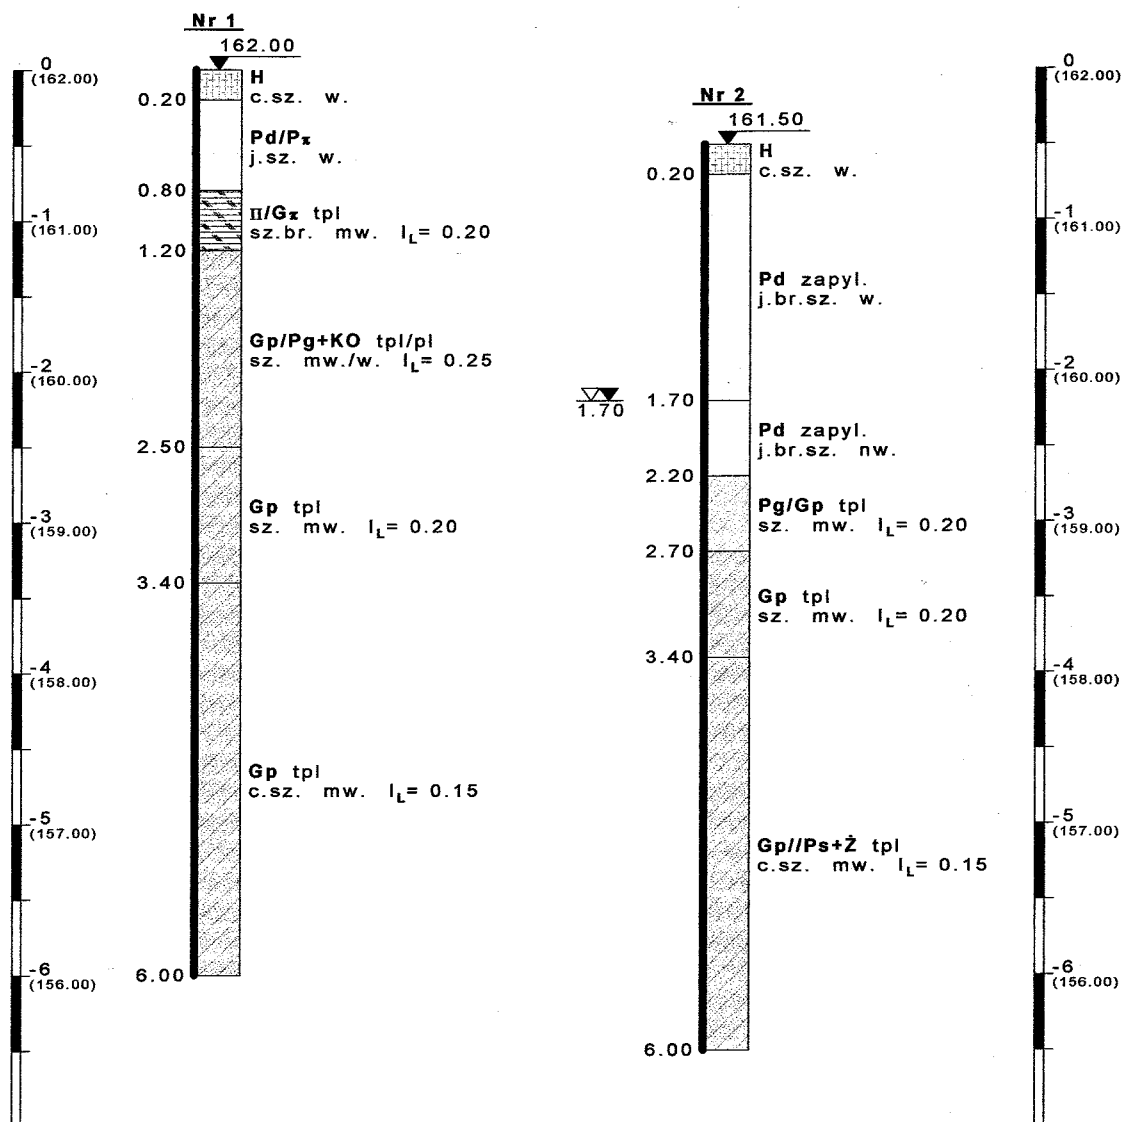 0
(162.00)
-1
(161.00)
-2
(160.00)
-3
(159.00)
-4
(158.00)
-5
(157.00)
-6
(156.00)
Nr 1
162.00
H
c.sz. w.
0.20
Pd/Pπ
j.sz. w.
0.80
Π/Gπ tpl
sz.br. mw. IL= 0.20
1.20
Gp/Pg+KO tpl/pl
sz. mw./w. IL= 0.25
2.50
Gp tpl
sz. mw. IL= 0.20
3.40
Gp tpl
c.sz. mw. IL= 0.15
6.00
Nr 2
161.50
H
c.sz. w.
0.20
Pd zapyl.
j.br.sz. w.
1.70
1.70
Pd zapyl.
j.br.sz. nw.
2.20
Pg/Gp tpl
sz. mw. IL= 0.20
2.70
Gp tpl
sz. mw. IL= 0.20
3.40
Gp//Ps+Ż tpl
c.sz. mw. IL= 0.15
6.00
0
(162.00)
-1
(161.00)
-2
(160.00)
-3
(159.00)
-4
(158.00)
-5
(157.00)
-6
(156.00)